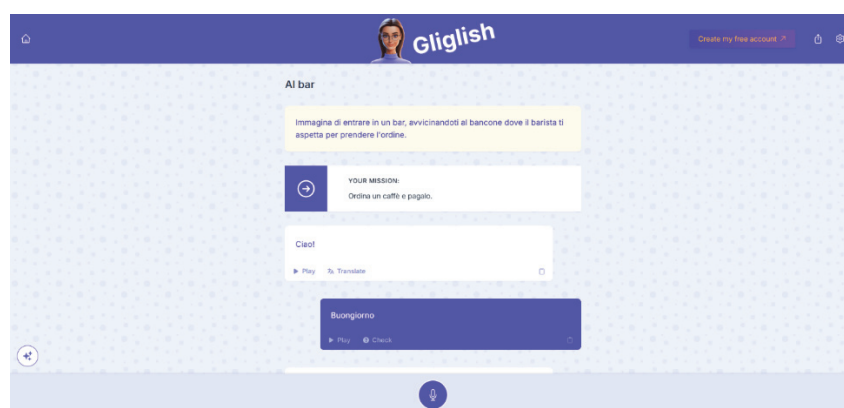 Gliglish
Create my free account ↗
Al bar
Immagina di entrare in un bar, avvicinandoti al bancone dove il barista ti
aspetta per prendere l'ordine.
YOUR MISSION:
Ordina un caffè e pagalo.
Ciao!
Play Translate
Buongiorno
Play Check